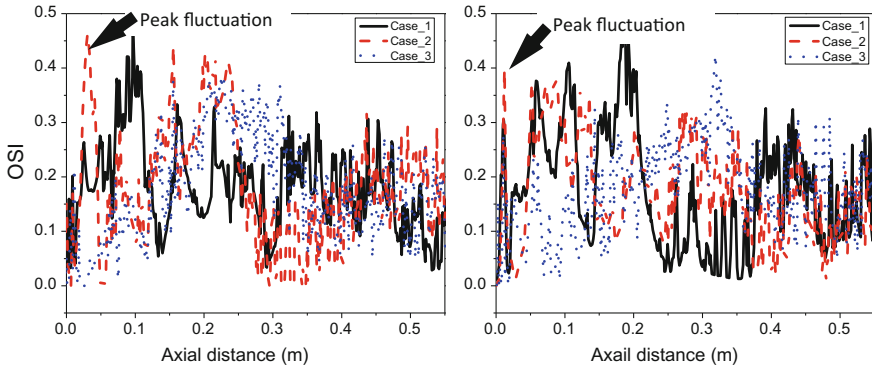 Peak fluctuation
Case_1
Case_2
Case_3
0.5
0.4
0.3
0.2
0.1
0.0
OSI
0.0 0.1 0.2 0.3 0.4 0.5
Axial distance (m)
Peak fluctuation
Case_1
Case_2
Case_3
0.5
0.4
0.3
0.2
0.1
0.0
0.0 0.1 0.2 0.3 0.4 0.5
Axail distance (m)